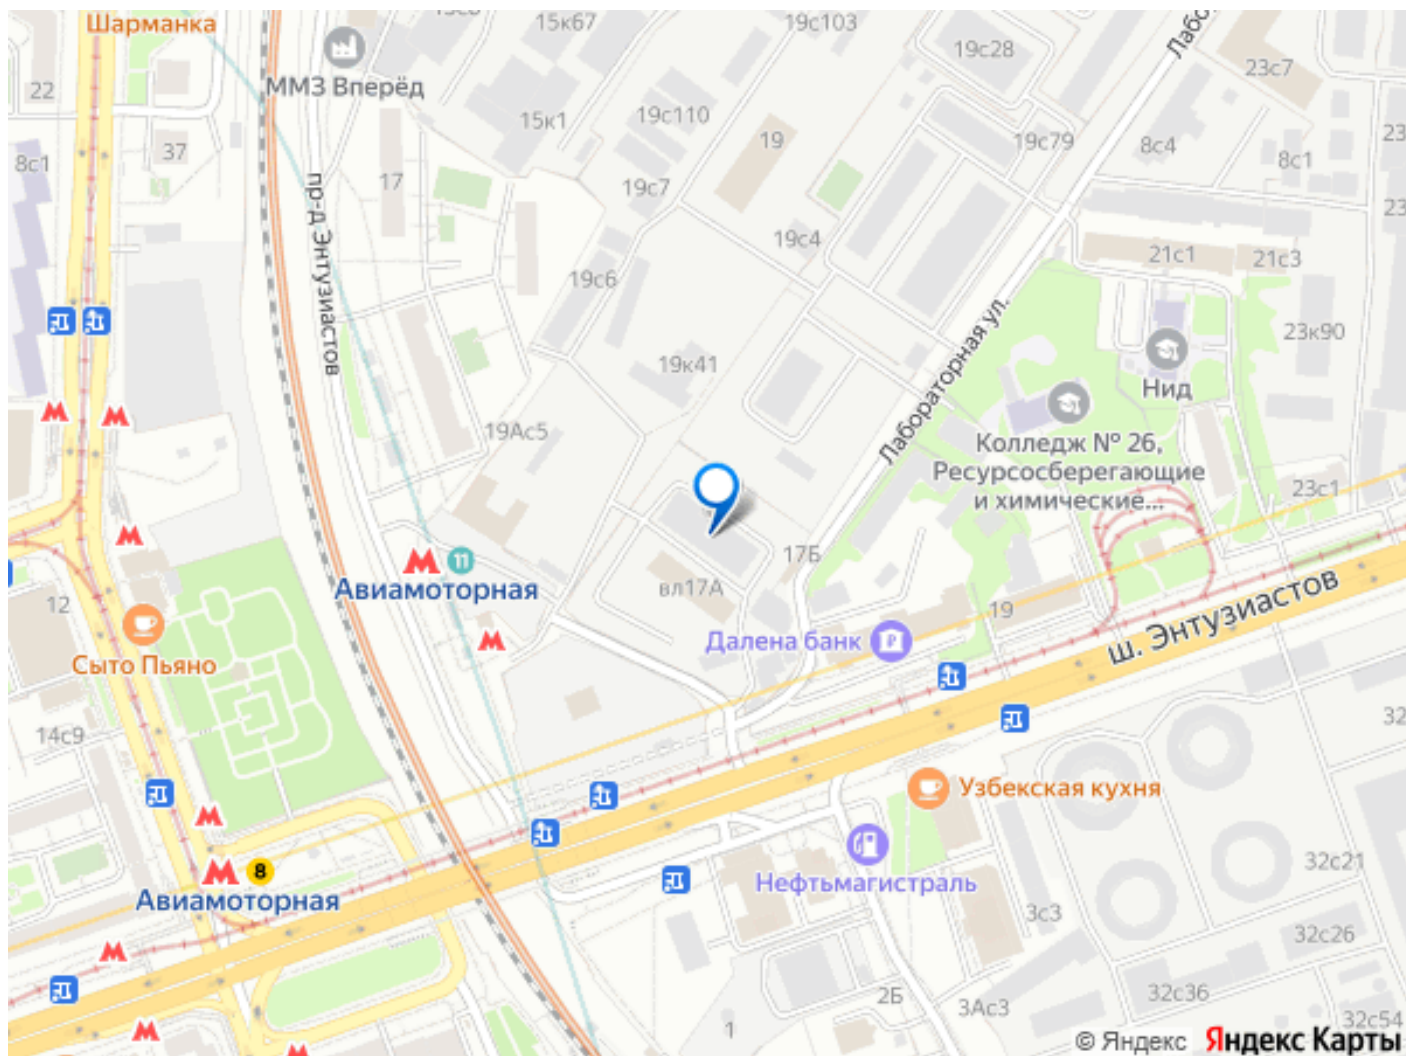 Шарманка
15к67
19с103
19с28
Лабо
23с7
22
ММЗ Вперёд
15к1
19с110
19
19с79
8с4
23
8с1
37
8с1
17
19с7
пр-д Энтузиастов
23
19с4
21с1
21с3
19с6
Лабораторная ул.
23к90
19к41
Нид
19Ас5
Колледж № 26,
Ресурсосберегающие
и химические...
23с1
17Б
11
Авиамоторная
вл17А
12
19
ш. Энтузиастов
Далена банк
Сыто Пьяно
14с9
32
Узбекская кухня
8
Авиамоторная
Нефтьмагистраль
32с21
3с3
32с26
2Б
3Ас3
32с36
1
32с54
© Яндекс Яндекс Карты